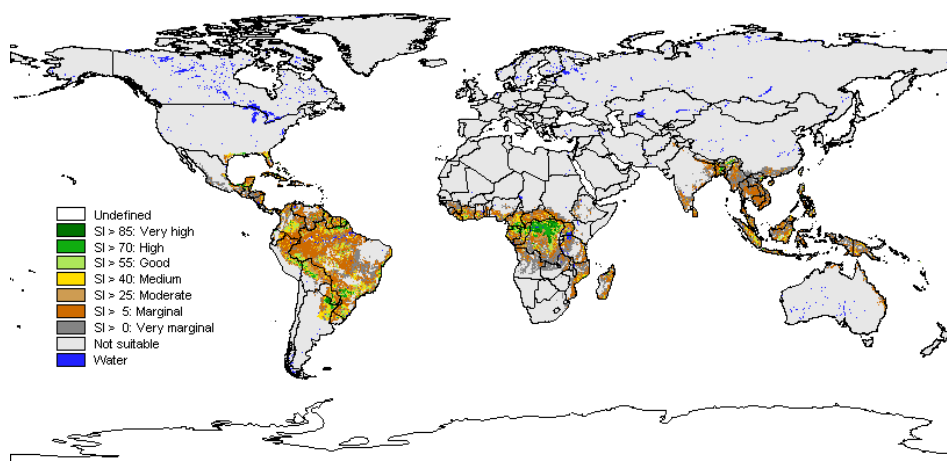 Undefined
SI > 85: Very high
SI > 70: High
SI > 55: Good
SI > 40: Medium
SI > 25: Moderate
SI > 5: Marginal
SI > 0: Very marginal
Not suitable
Water